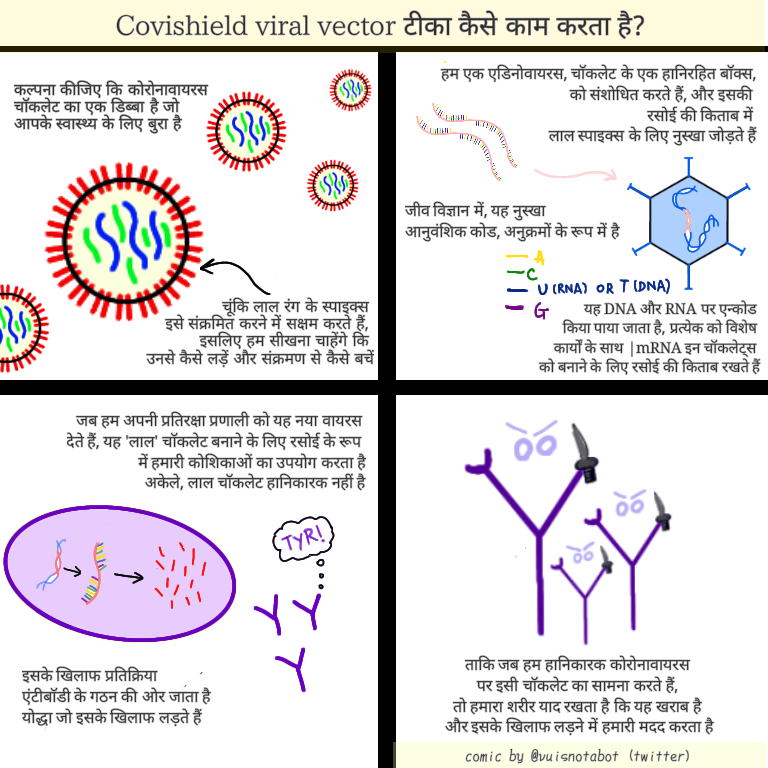 Covishield viral vector टीका कैसे काम करता है?
कल्पना कीजिए कि कोरोनावायरस
चॉकलेट का एक डिब्बा है जो
आपके स्वास्थ्य के लिए बुरा है
चूंकि लाल रंग के स्पाइक्स
इसे संक्रमित करने में सक्षम करते हैं,
इसलिए हम सीखना चाहेंगे कि
उनसे कैसे लड़ें और संक्रमण से कैसे बचें
हम एक एडिनोवायरस, चॉकलेट के एक हानिरहित बॉक्स,
को संशोधित करते हैं, और इसकी
रसोई की किताब में
लाल स्पाइक्स के लिए नुस्खा जोड़ते हैं
जीव विज्ञान में, यह नुस्खा
आनुवंशिक कोड, अनुक्रमों के रूप में है
A
C
U (RNA) OR T (DNA)
G
यह DNA और RNA पर एन्कोड
किया पाया जाता है, प्रत्येक को विशेष
कार्यों के साथ |mRNA इन चॉकलेट्स
को बनाने के लिए रसोई की किताब रखते हैं
जब हम अपनी प्रतिरक्षा प्रणाली को यह नया वायरस
देते हैं, यह 'लाल' चॉकलेट बनाने के लिए रसोई के रूप
में हमारी कोशिकाओं का उपयोग करता है
अकेले, लाल चॉकलेट हानिकारक नहीं है
TYR!
इसके खिलाफ प्रतिक्रिया
एंटीबॉडी के गठन की ओर जाता है
योद्धा जो इसके खिलाफ लड़ते हैं
ताकि जब हम हानिकारक कोरोनावायरस
पर इसी चॉकलेट का सामना करते हैं,
तो हमारा शरीर याद रखता है कि यह खराब है
और इसके खिलाफ लड़ने में हमारी मदद करता है
comic by @vuisnotabot (twitter)